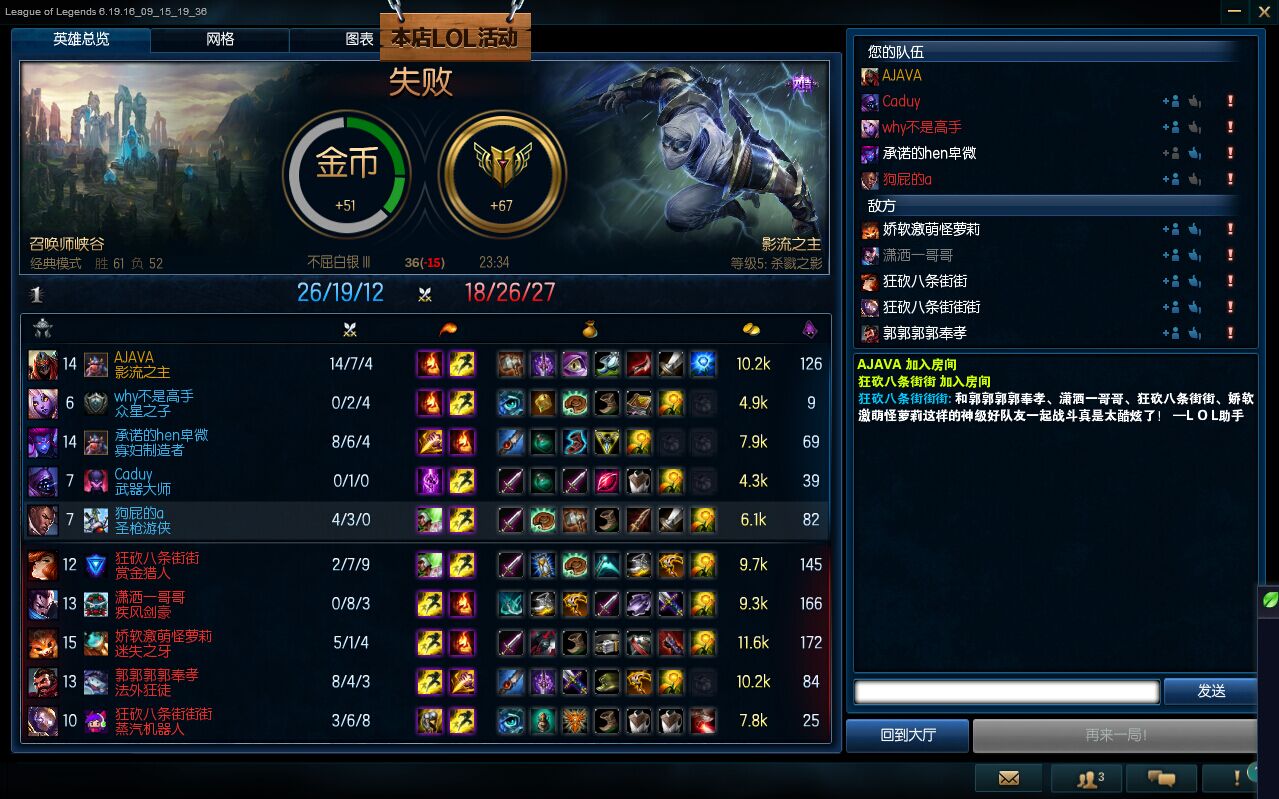 League of Legends 6.19.16_09_15_19_36
英雄总览
网格
图表
本店LOL活动
失败
金币
+51
+67
召唤师峡谷
经典模式 胜 61 负 52
不屈白银 III
36(-15)
23:34
影流之主
等级5: 杀戮之影
1
26/19/12
18/26/27
14
AJAVA
影流之主
14/7/4
10.2k
126
6
why不是高手
众星之子
0/2/4
4.9k
9
14
承诺的hen卑微
寡妇制造者
8/6/4
7.9k
69
7
Caduy
武器大师
0/1/0
4.3k
39
7
狗屁的a
圣枪游侠
4/3/0
6.1k
82
12
狂砍八条街街
赏金猎人
2/7/9
9.7k
145
13
潇洒一哥哥
疾风剑豪
0/8/3
9.3k
166
15
娇软激萌怪萝莉
迷失之牙
5/1/4
11.6k
172
13
郭郭郭郭奉孝
法外狂徒
8/4/3
10.2k
84
10
狂砍八条街街街
蒸汽机器人
3/6/8
7.8k
25
您的队伍
AJAVA
Caduy
why不是高手
承诺的hen卑微
狗屁的a
敌方
娇软激萌怪萝莉
潇洒一哥哥
狂砍八条街街
狂砍八条街街街
郭郭郭郭奉孝
AJAVA 加入房间
狂砍八条街街 加入房间
狂砍八条街街街: 和郭郭郭郭奉孝、潇洒一哥哥、狂砍八条街街、娇软
激萌怪萝莉这样的神级好队友一起战斗真是太酷炫了! —L O L助手
发送
回到大厅
再来一局!
3